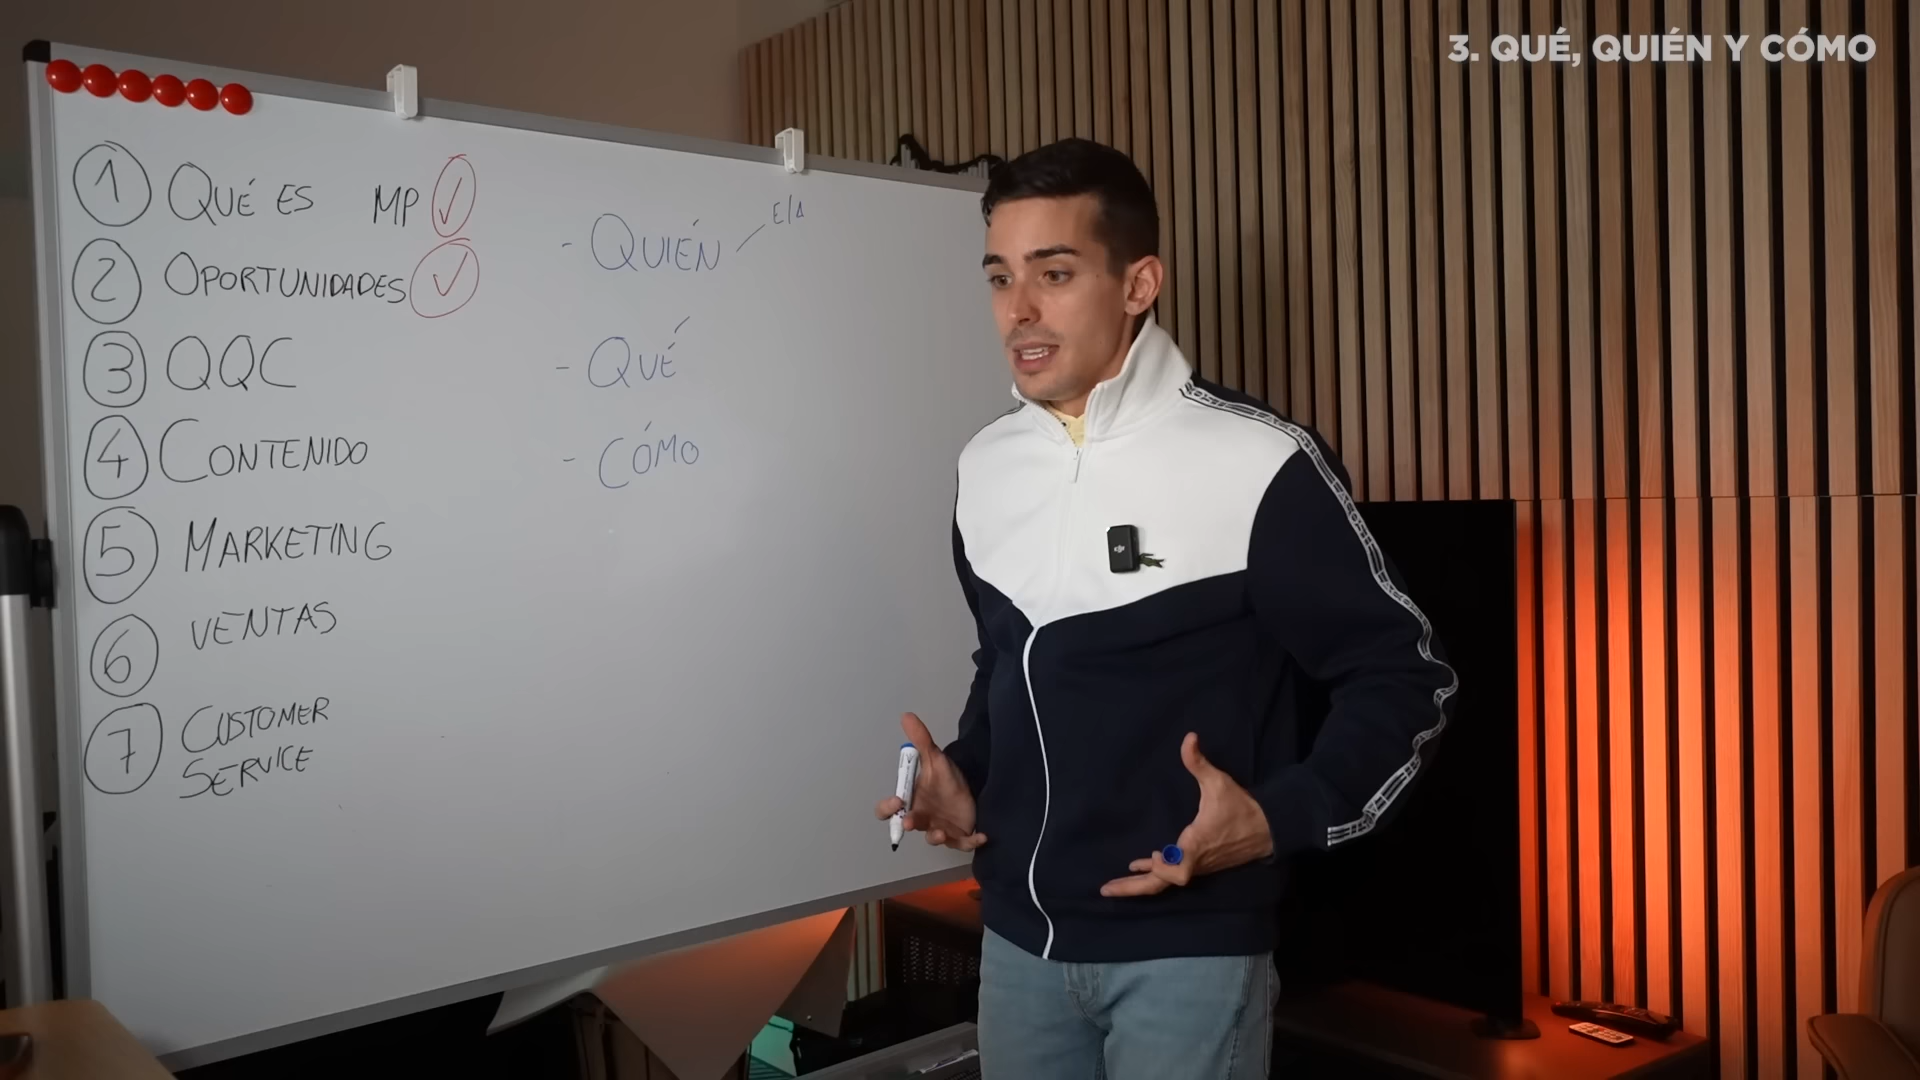 3. QUÉ, QUIÉN Y CÓMO
1 QUÉ ES MP
2 OPORTUNIDADES
3 QQC
4 CONTENIDO
5 MARKETING
6 VENTAS
7 CUSTOMER
SERVICE
- QUIÉN E/A
- QUÉ
- CÓMO